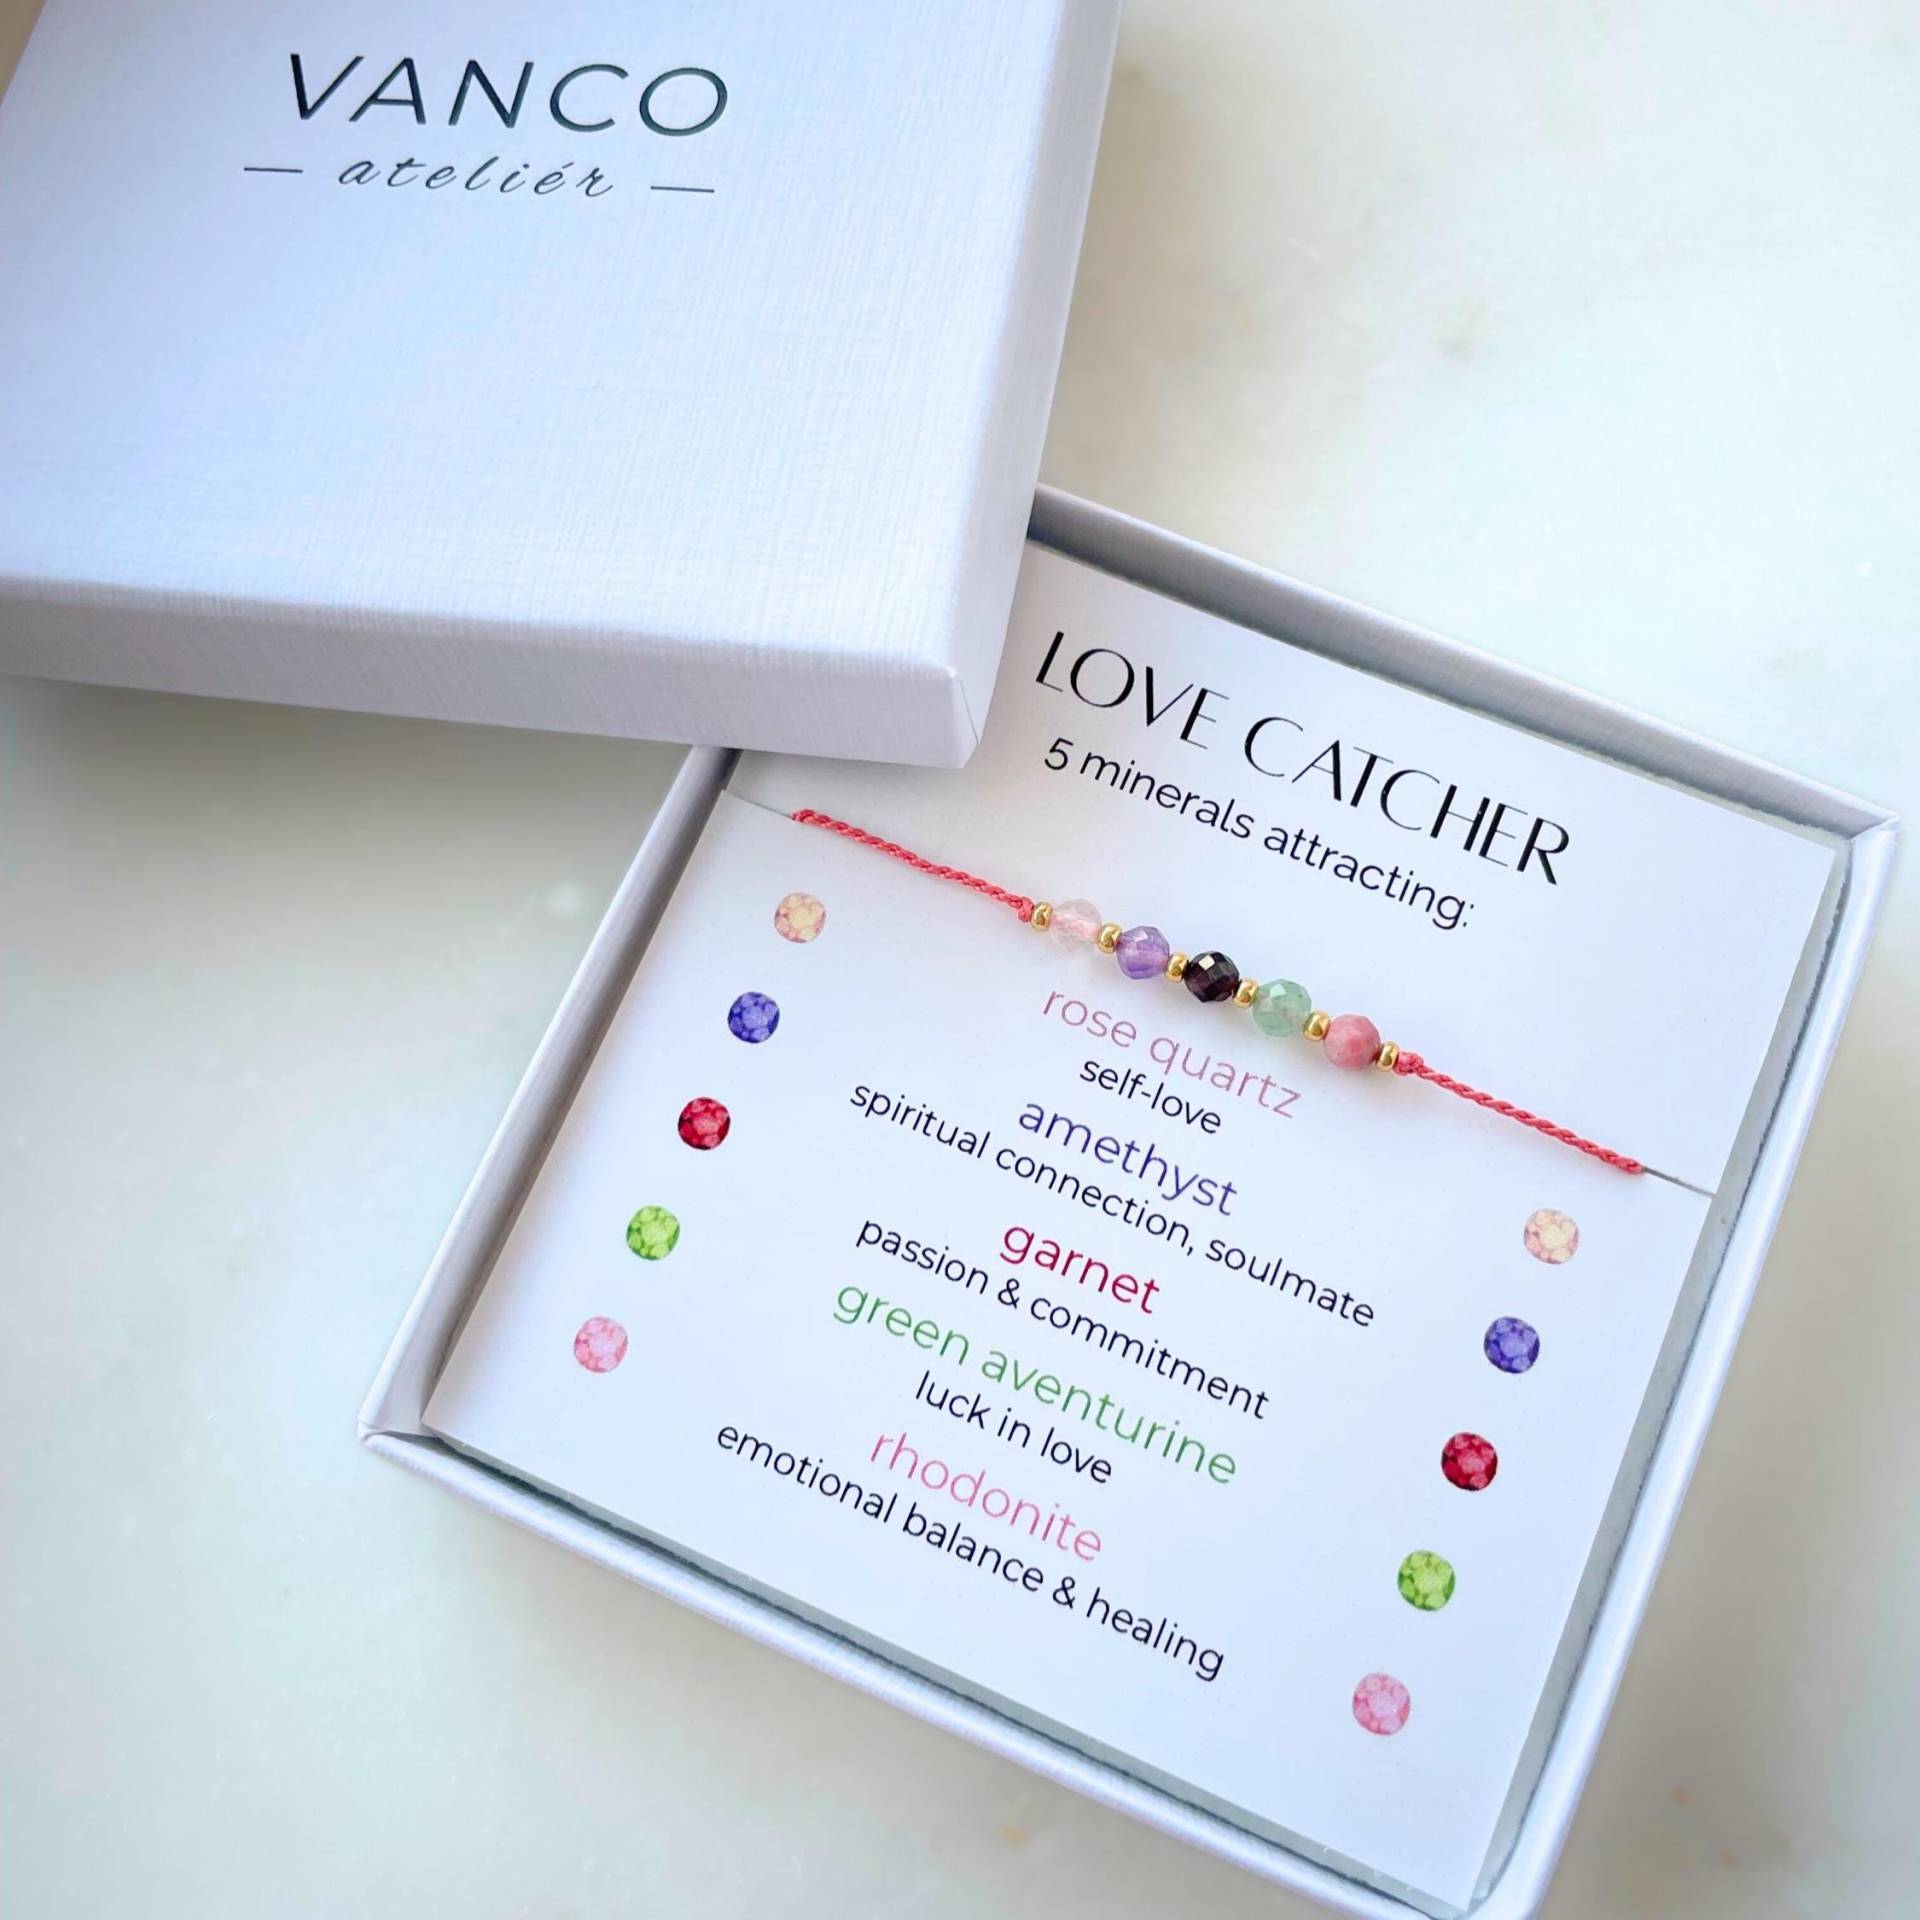 VANCO
— ateliér —
LOVE CATCHER
5 minerals attracting:
rose quartz
self-love
amethyst
spiritual connection, soulmate
garnet
passion & commitment
green aventurine
luck in love
rhodonite
emotional balance & healing